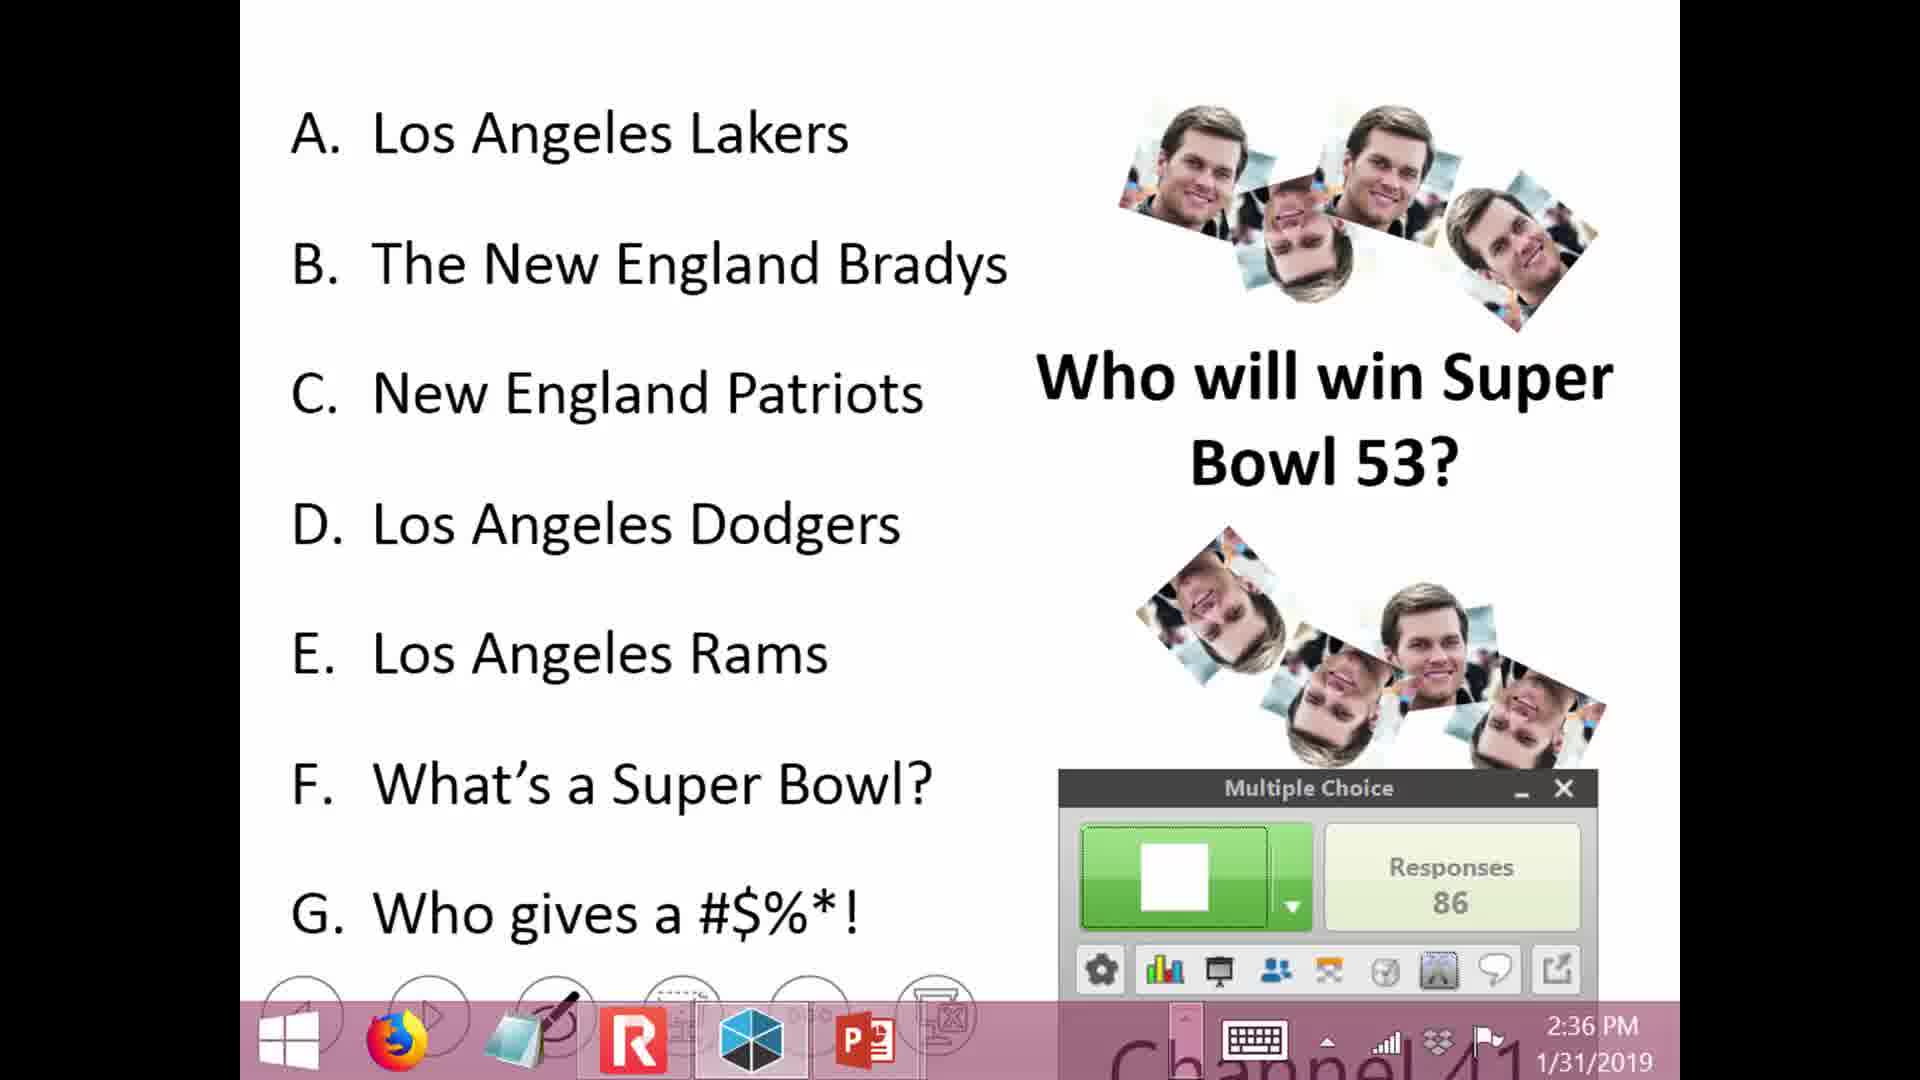 A. Los Angeles Lakers
B. The New England Bradys
C. New England Patriots
D. Los Angeles Dodgers
E. Los Angeles Rams
F. What’s a Super Bowl?
G. Who gives a #$%*!
Who will win Super
Bowl 53?
Multiple Choice
Responses
86
Channel 41
2:36 PM
1/31/2019